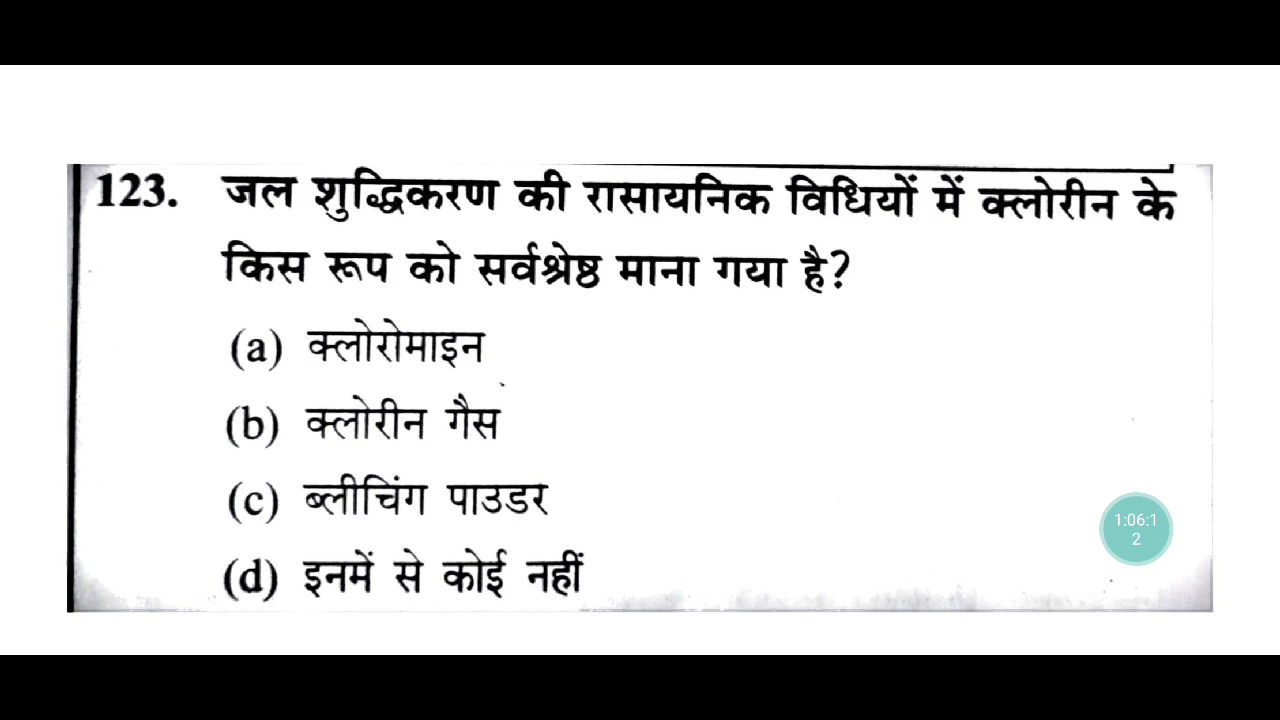 123. जल शुद्धिकरण की रासायनिक विधियों में क्लोरीन के
किस रूप को सर्वश्रेष्ठ माना गया है?
(a) क्लोरोमाइन
(b) क्लोरीन गैस
(c) ब्लीचिंग पाउडर
(d) इनमें से कोई नहीं
1:06:1
2